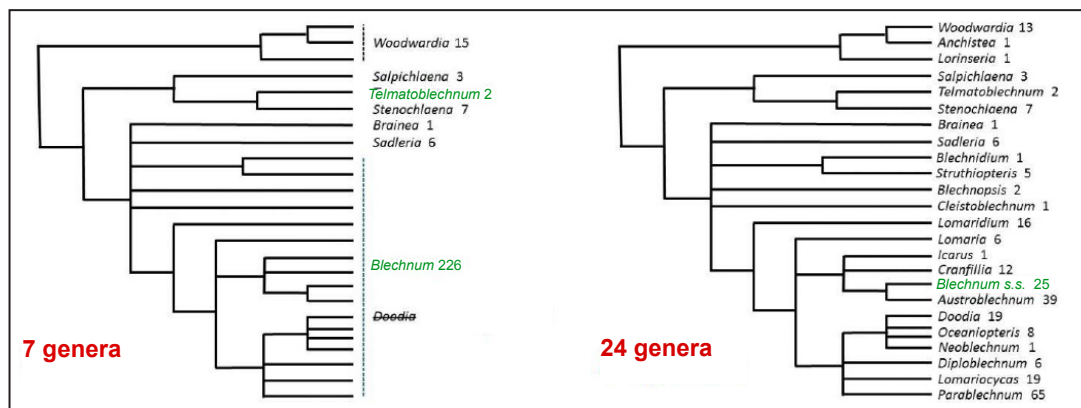 Woodwardia 15
Salpichlaena 3
Telmatoblechnum 2
Stenochlaena 7
Brainea 1
Sadleria 6
Blechnum 226
Doodia
7 genera
Woodwardia 13
Anchistea 1
Lorinseria 1
Salpichlaena 3
Telmatoblechnum 2
Stenochlaena 7
Brainea 1
Sadleria 6
Blechnidium 1
Struthiopteris 5
Blechnopsis 2
Cleistoblechnum 1
Lomaridium 16
Lomaria 6
Icarus 1
Cranfillia 12
Blechnum s.s. 25
Austroblechnum 39
Doodia 19
Oceaniopteris 8
Neoblechnum 1
Diploblechnum 6
Lomariocycas 19
Parablechnum 65
24 genera